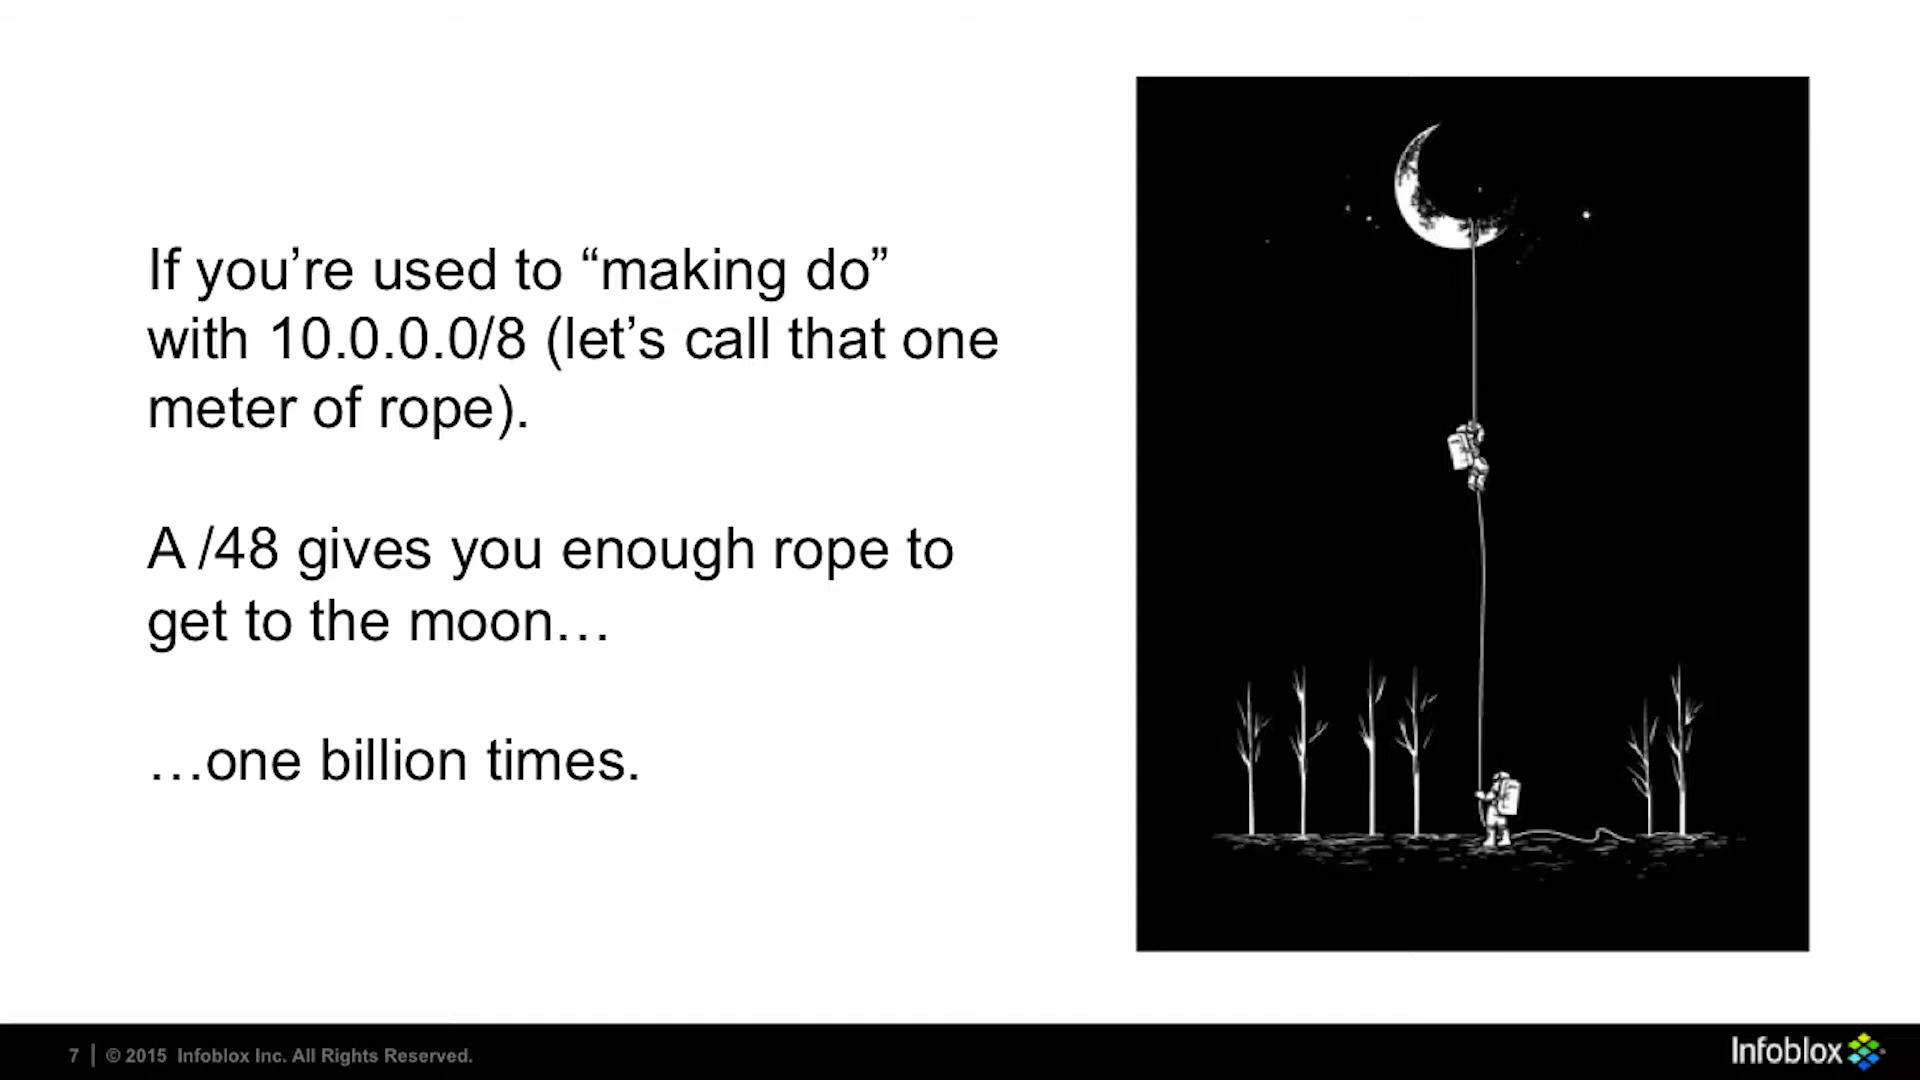 If you’re used to “making do”
with 10.0.0.0/8 (let’s call that one
meter of rope).
A /48 gives you enough rope to
get to the moon…
…one billion times.
7 | © 2015 Infoblox Inc. All Rights Reserved.
Infoblox